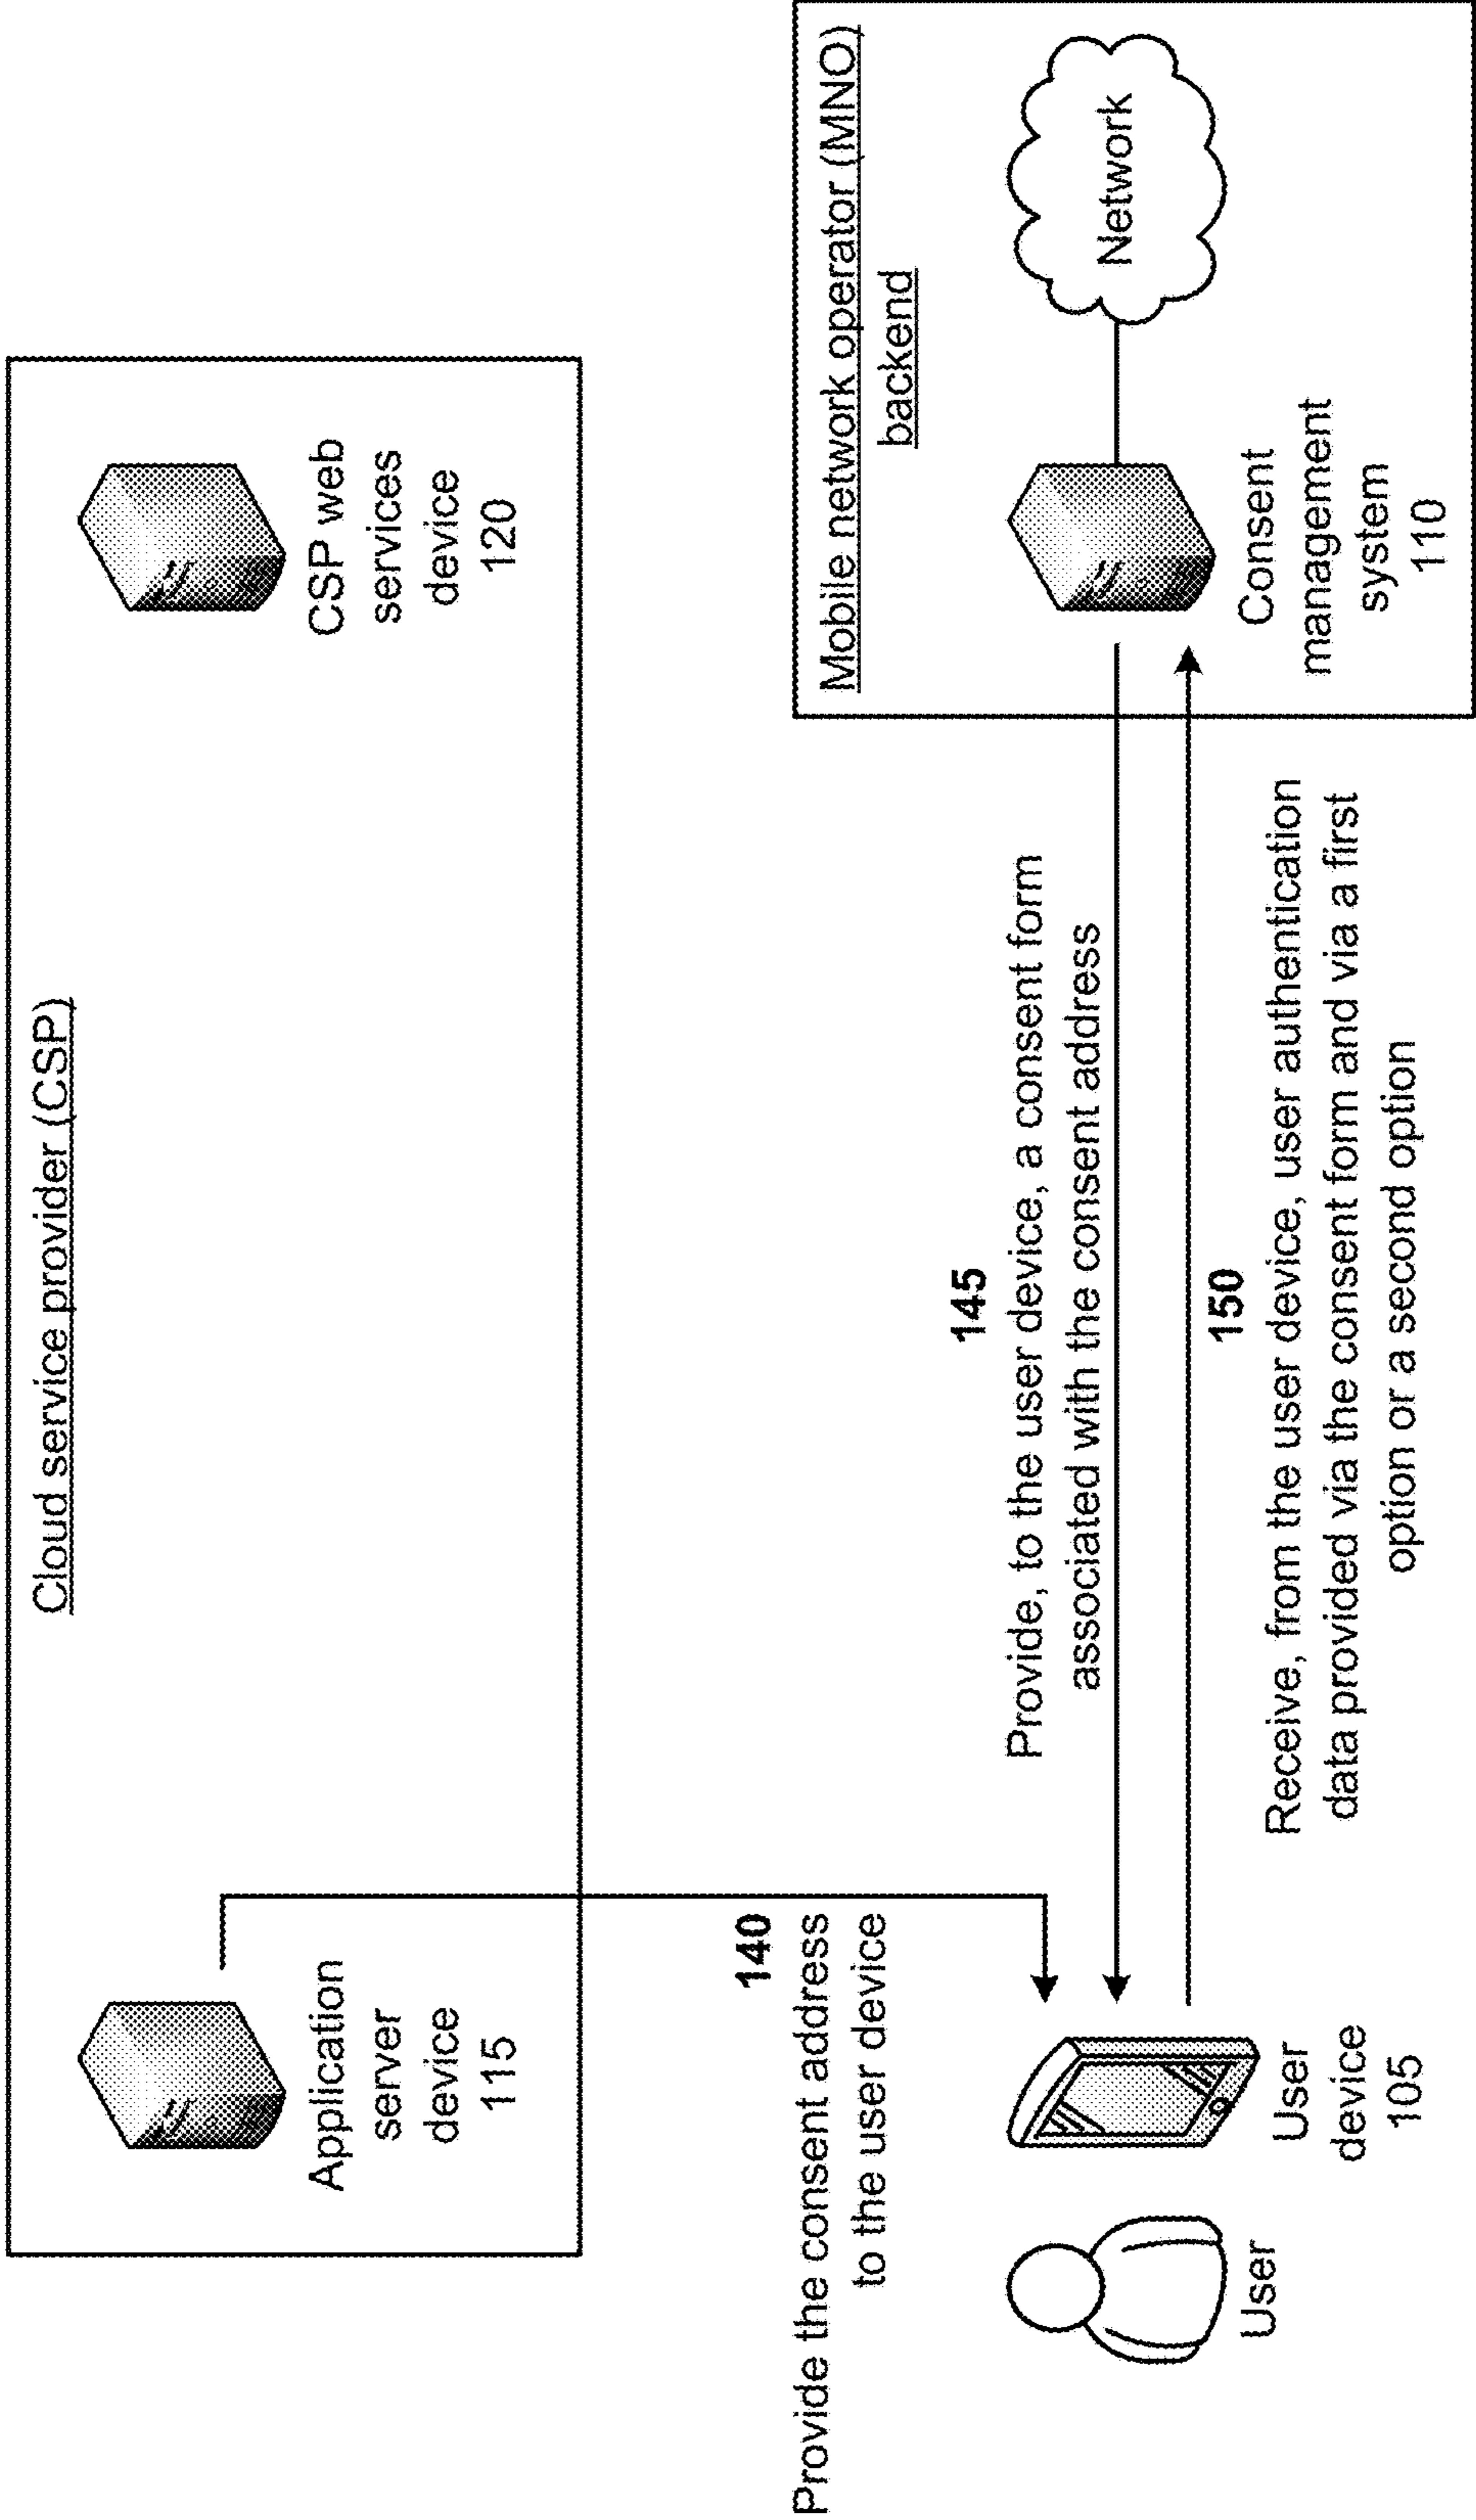 Cloud service provider (CSP)
Application
server
device
115
CSP web
services
device
120
140
Provide the consent address
to the user device
145
Provide, to the user device, a consent form
associated with the consent address
150
Receive, from the user device, user authentication
data provided via the consent form and via a first
option or a second option
User
User
device
105
Mobile network operator (MNO)
backend
Network
Consent
management
system
110